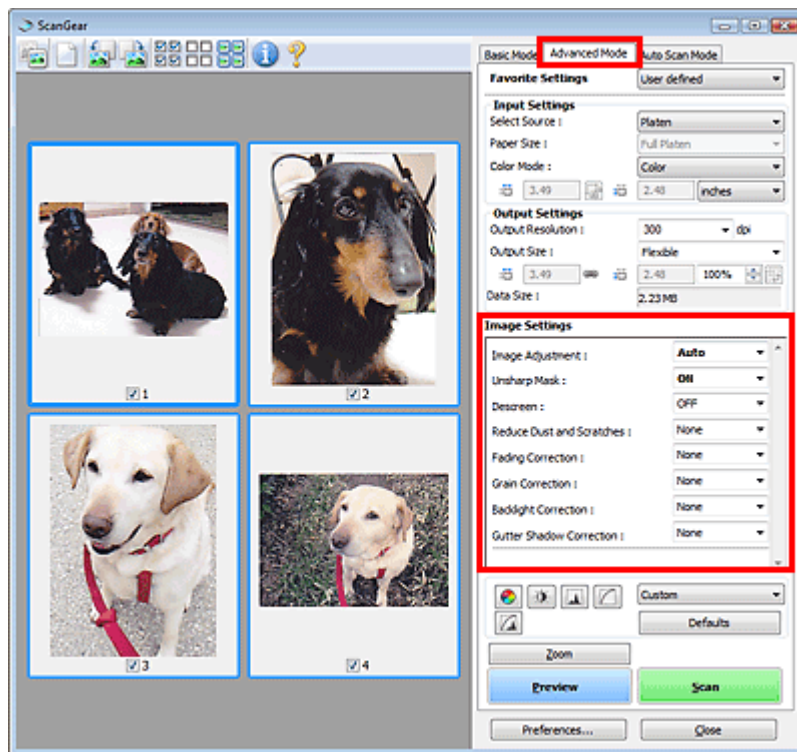 ScanGear
Basic Mode Advanced Mode Auto Scan Mode
Favorite Settings User defined
Input Settings
Select Source : Platen
Paper Size : Full Platen
Color Mode : Color
3.49 2.48 inches
Output Settings
Output Resolution : 300 dpi
Output Size : Flexible
3.49 2.48 100%
Data Size : 2.23 MB
Image Settings
Image Adjustment : Auto
Unsharp Mask : ON
Descreen : OFF
Reduce Dust and Scratches : None
Fading Correction : None
Grain Correction : None
Backlight Correction : None
Gutter Shadow Correction : None
Custom
Defaults
Zoom
Preview Scan
Preferences... Close
1 2
3 4